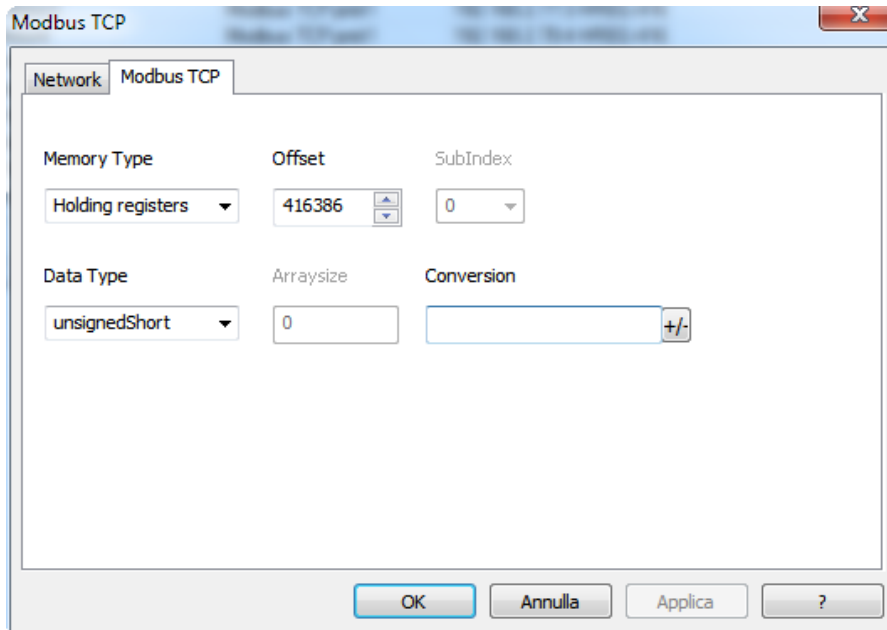 Modbus TCP
Network Modbus TCP
Memory Type Offset SubIndex
Holding registers 416386 0
Data Type Arraysize Conversion
unsignedShort 0 +/-
OK Annulla Applica ?